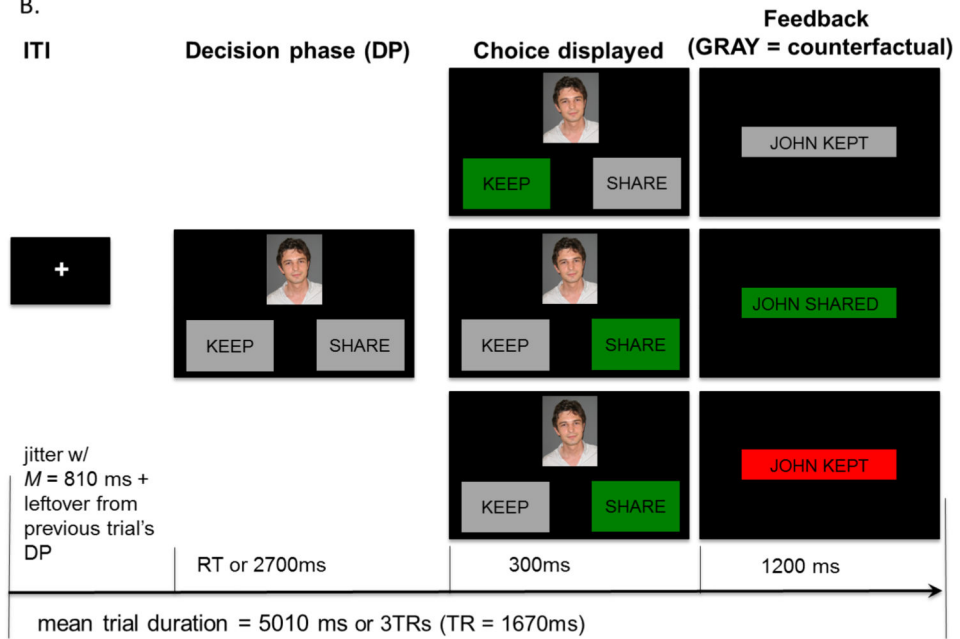 B.
ITI
Decision phase (DP)
Choice displayed
Feedback
(GRAY = counterfactual)
KEEP
SHARE
JOHN KEPT
+
KEEP
SHARE
KEEP
SHARE
JOHN SHARED
KEEP
SHARE
JOHN KEPT
jitter w/
M = 810 ms +
leftover from
previous trial's
DP
RT or 2700ms
300ms
1200 ms
mean trial duration = 5010 ms or 3TRs (TR = 1670ms)